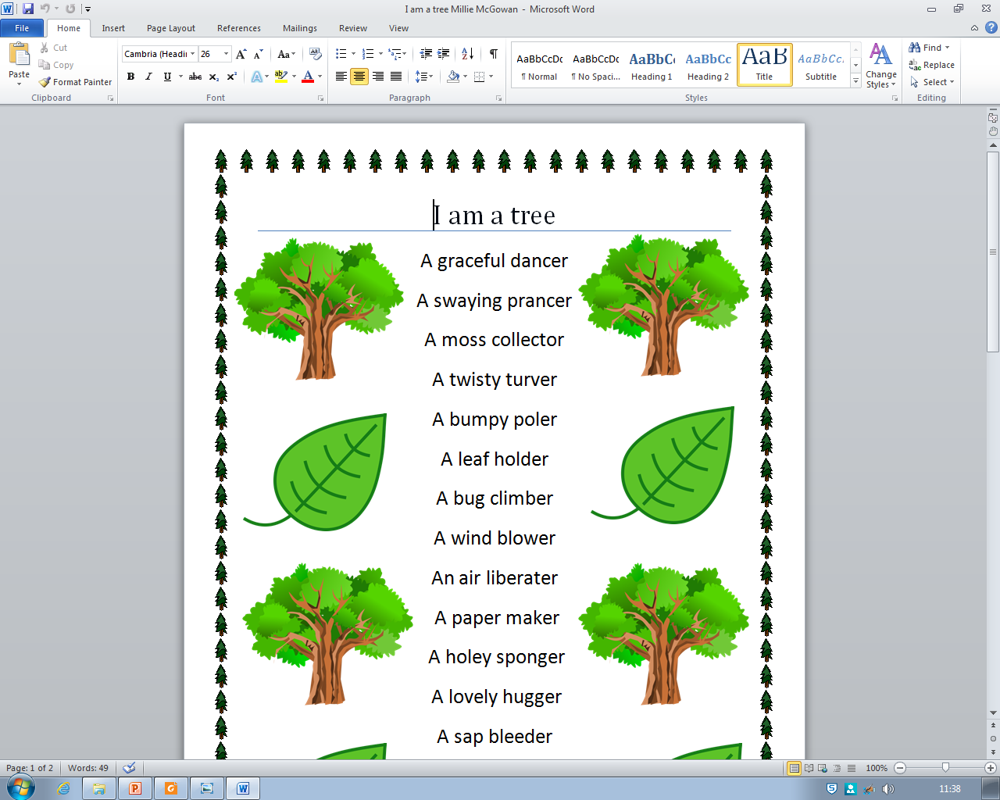 I am a tree Millie McGowan - Microsoft Word
File Home Insert Page Layout References Mailings Review View
Paste
Cut
Copy
Format Painter
Clipboard
Cambria (Headi 26
Font
Paragraph
AaBbCcDc AaBbCcDc AaBbCc AaBbCc AaB AaBbCc
¶ Normal ¶ No Spaci... Heading 1 Heading 2 Title Subtitle
Change
Styles
Styles
Find
Replace
Select
Editing
I am a tree
A graceful dancer
A swaying prancer
A moss collector
A twisty turver
A bumpy poler
A leaf holder
A bug climber
A wind blower
An air liberater
A paper maker
A holey sponger
A lovely hugger
A sap bleeder
Page: 1 of 2 Words: 49 100%
11:38